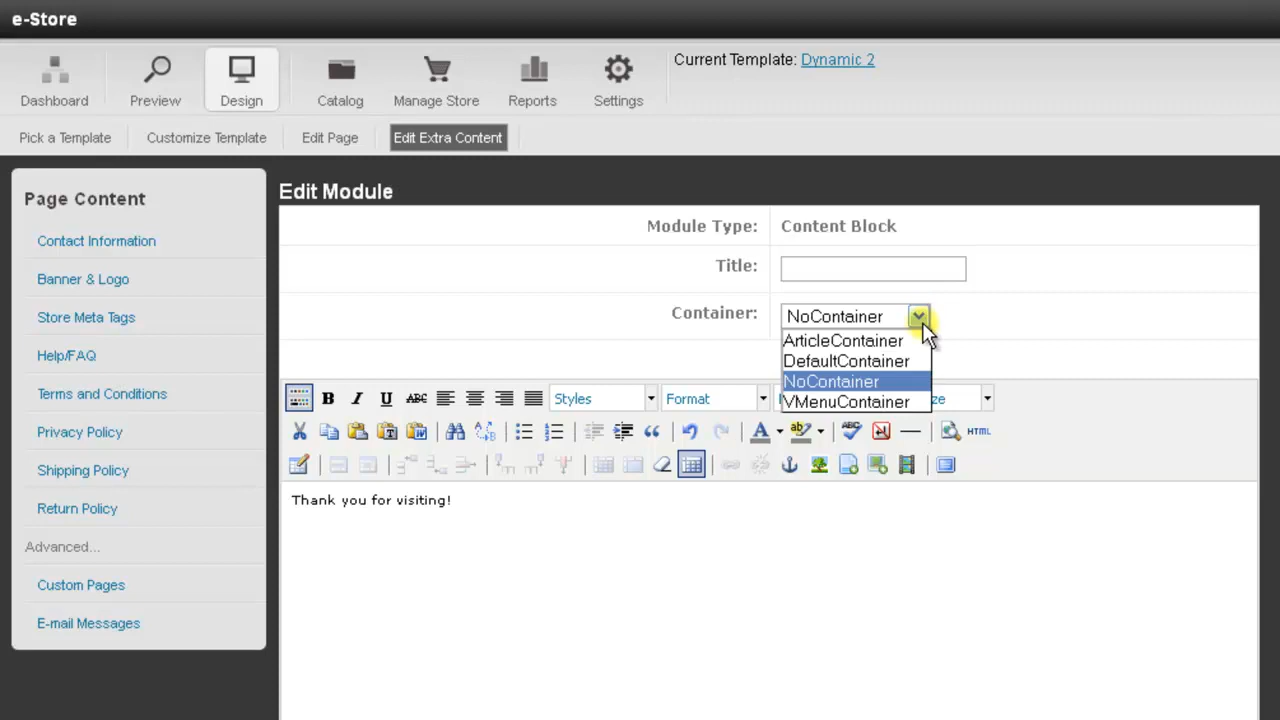 e-Store
Current Template: Dynamic 2
Dashboard Preview Design Catalog Manage Store Reports Settings
Pick a Template Customize Template Edit Page Edit Extra Content
Page Content
Contact Information
Banner & Logo
Store Meta Tags
Help/FAQ
Terms and Conditions
Privacy Policy
Shipping Policy
Return Policy
Advanced...
Custom Pages
E-mail Messages
Edit Module
Module Type: Content Block
Title:
Container: NoContainer
ArticleContainer
DefaultContainer
NoContainer
VMenuContainer
B I U ABC Styles Format
HTML
Thank you for visiting!